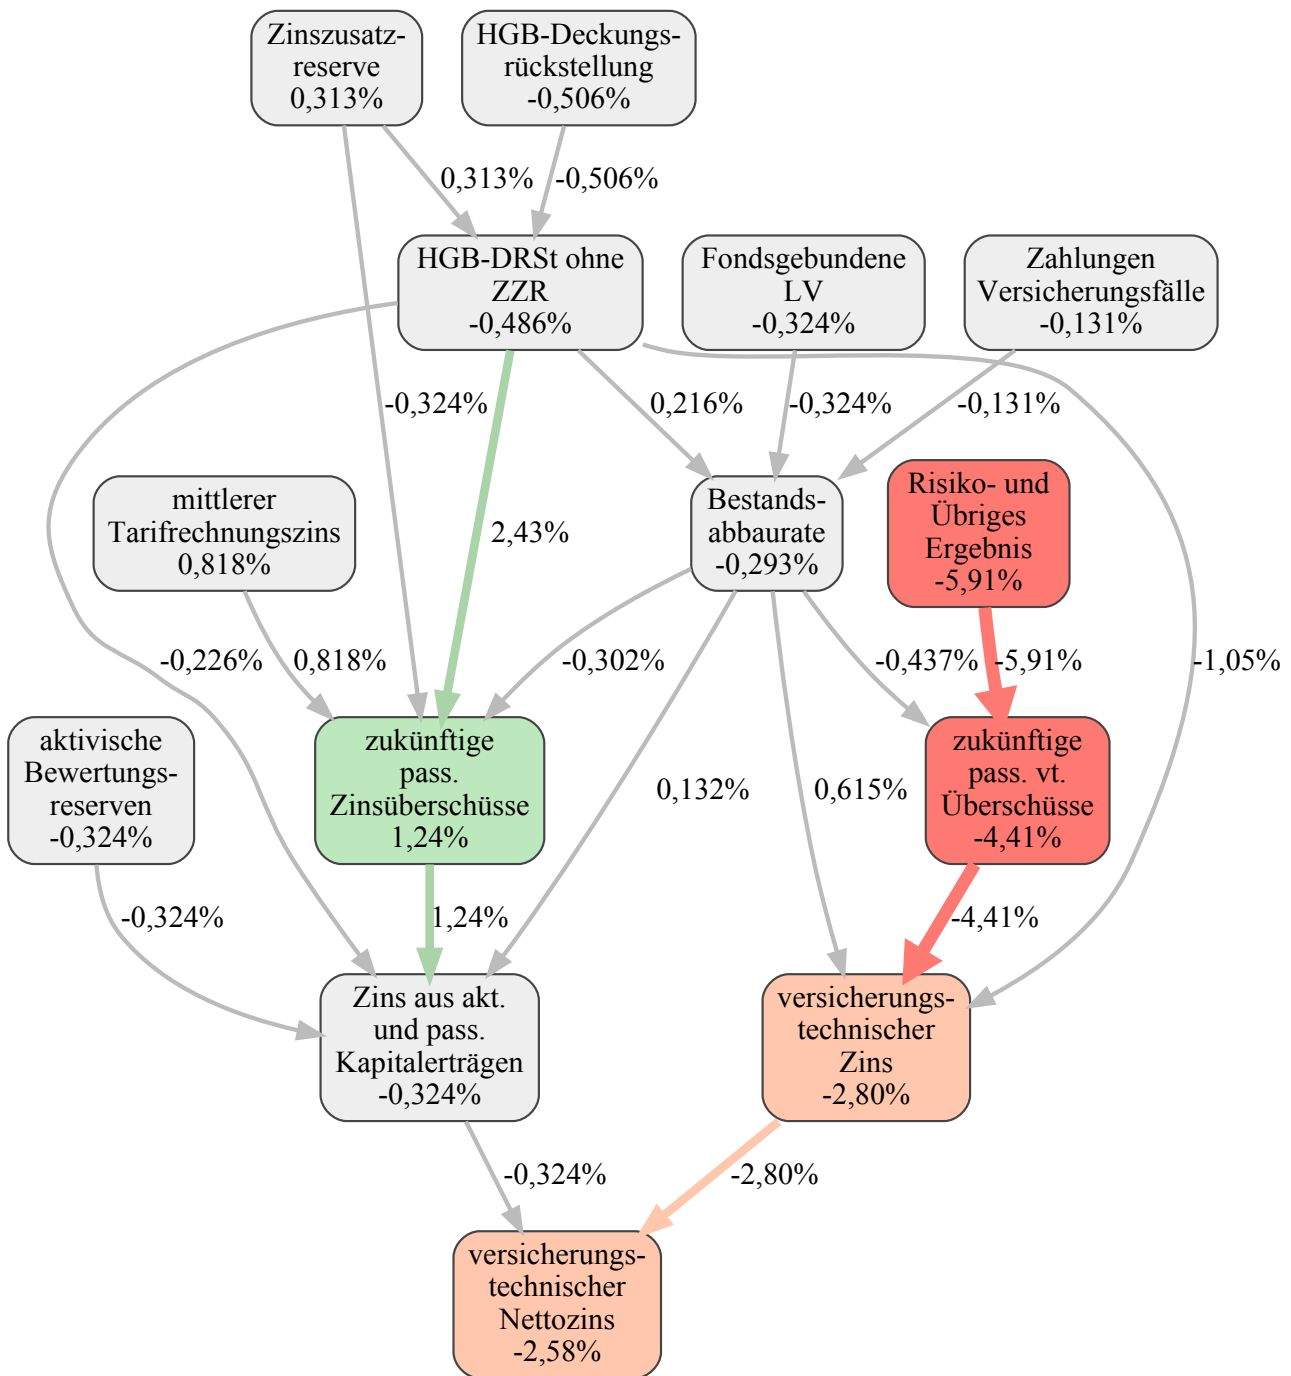 Zinszusatz-
reserve
0,313%
HGB-Deckungs-
rückstellung
-0,506%
0,313%
-0,506%
HGB-DRSt ohne
ZZR
-0,486%
Fondsgebundene
LV
-0,324%
Zahlungen
Versicherungsfälle
-0,131%
-0,324%
0,216%
-0,324%
-0,131%
mittlerer
Tarifrechnungszins
0,818%
2,43%
Bestands-
abbaurate
-0,293%
Risiko- und
Übriges
Ergebnis
-5,91%
-0,226%
0,818%
-0,302%
-0,437%
-5,91%
-1,05%
aktivische
Bewertungs-
reserven
-0,324%
zukünftige
pass.
Zinsüberschüsse
1,24%
0,132%
0,615%
zukünftige
pass. vt.
Überschüsse
-4,41%
-0,324%
1,24%
-4,41%
Zins aus akt.
und pass.
Kapitalerträgen
-0,324%
versicherungs-
technischer
Zins
-2,80%
-0,324%
-2,80%
versicherungs-
technischer
Nettozins
-2,58%